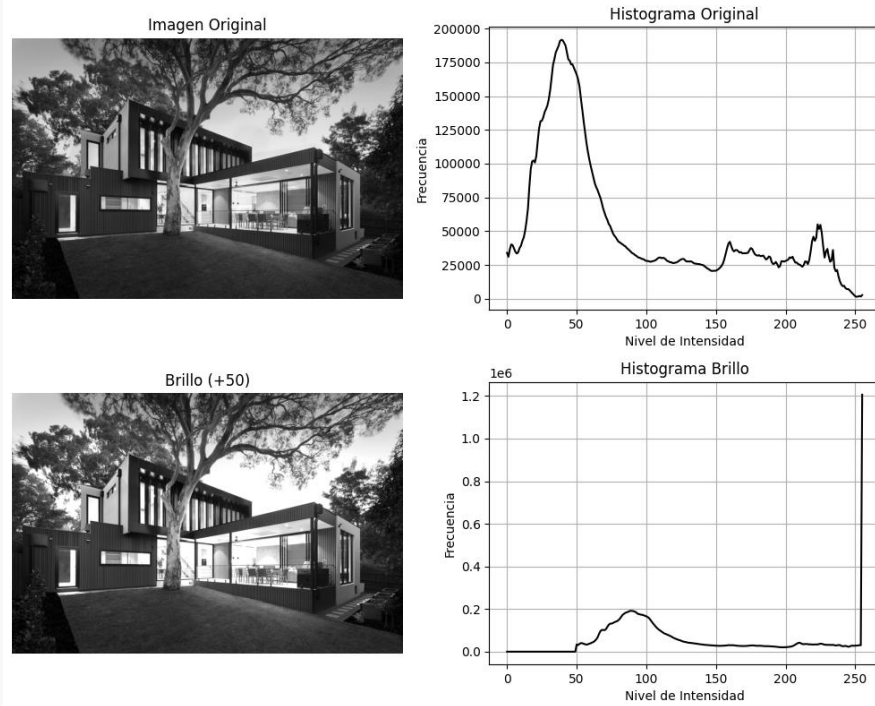 Imagen Original
Histograma Original
200000
175000
150000
125000
100000
75000
50000
25000
0
Frecuencia
0 50 100 150 200 250
Nivel de Intensidad
Brillo (+50)
Histograma Brillo
1e6
1.2
1.0
0.8
0.6
0.4
0.2
0.0
Frecuencia
0 50 100 150 200 250
Nivel de Intensidad